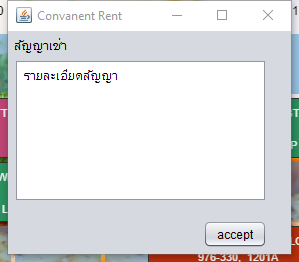 Convanent Rent
สัญญาเช่า
รายละเอียดสัญญา
accept
976-330, 1201A